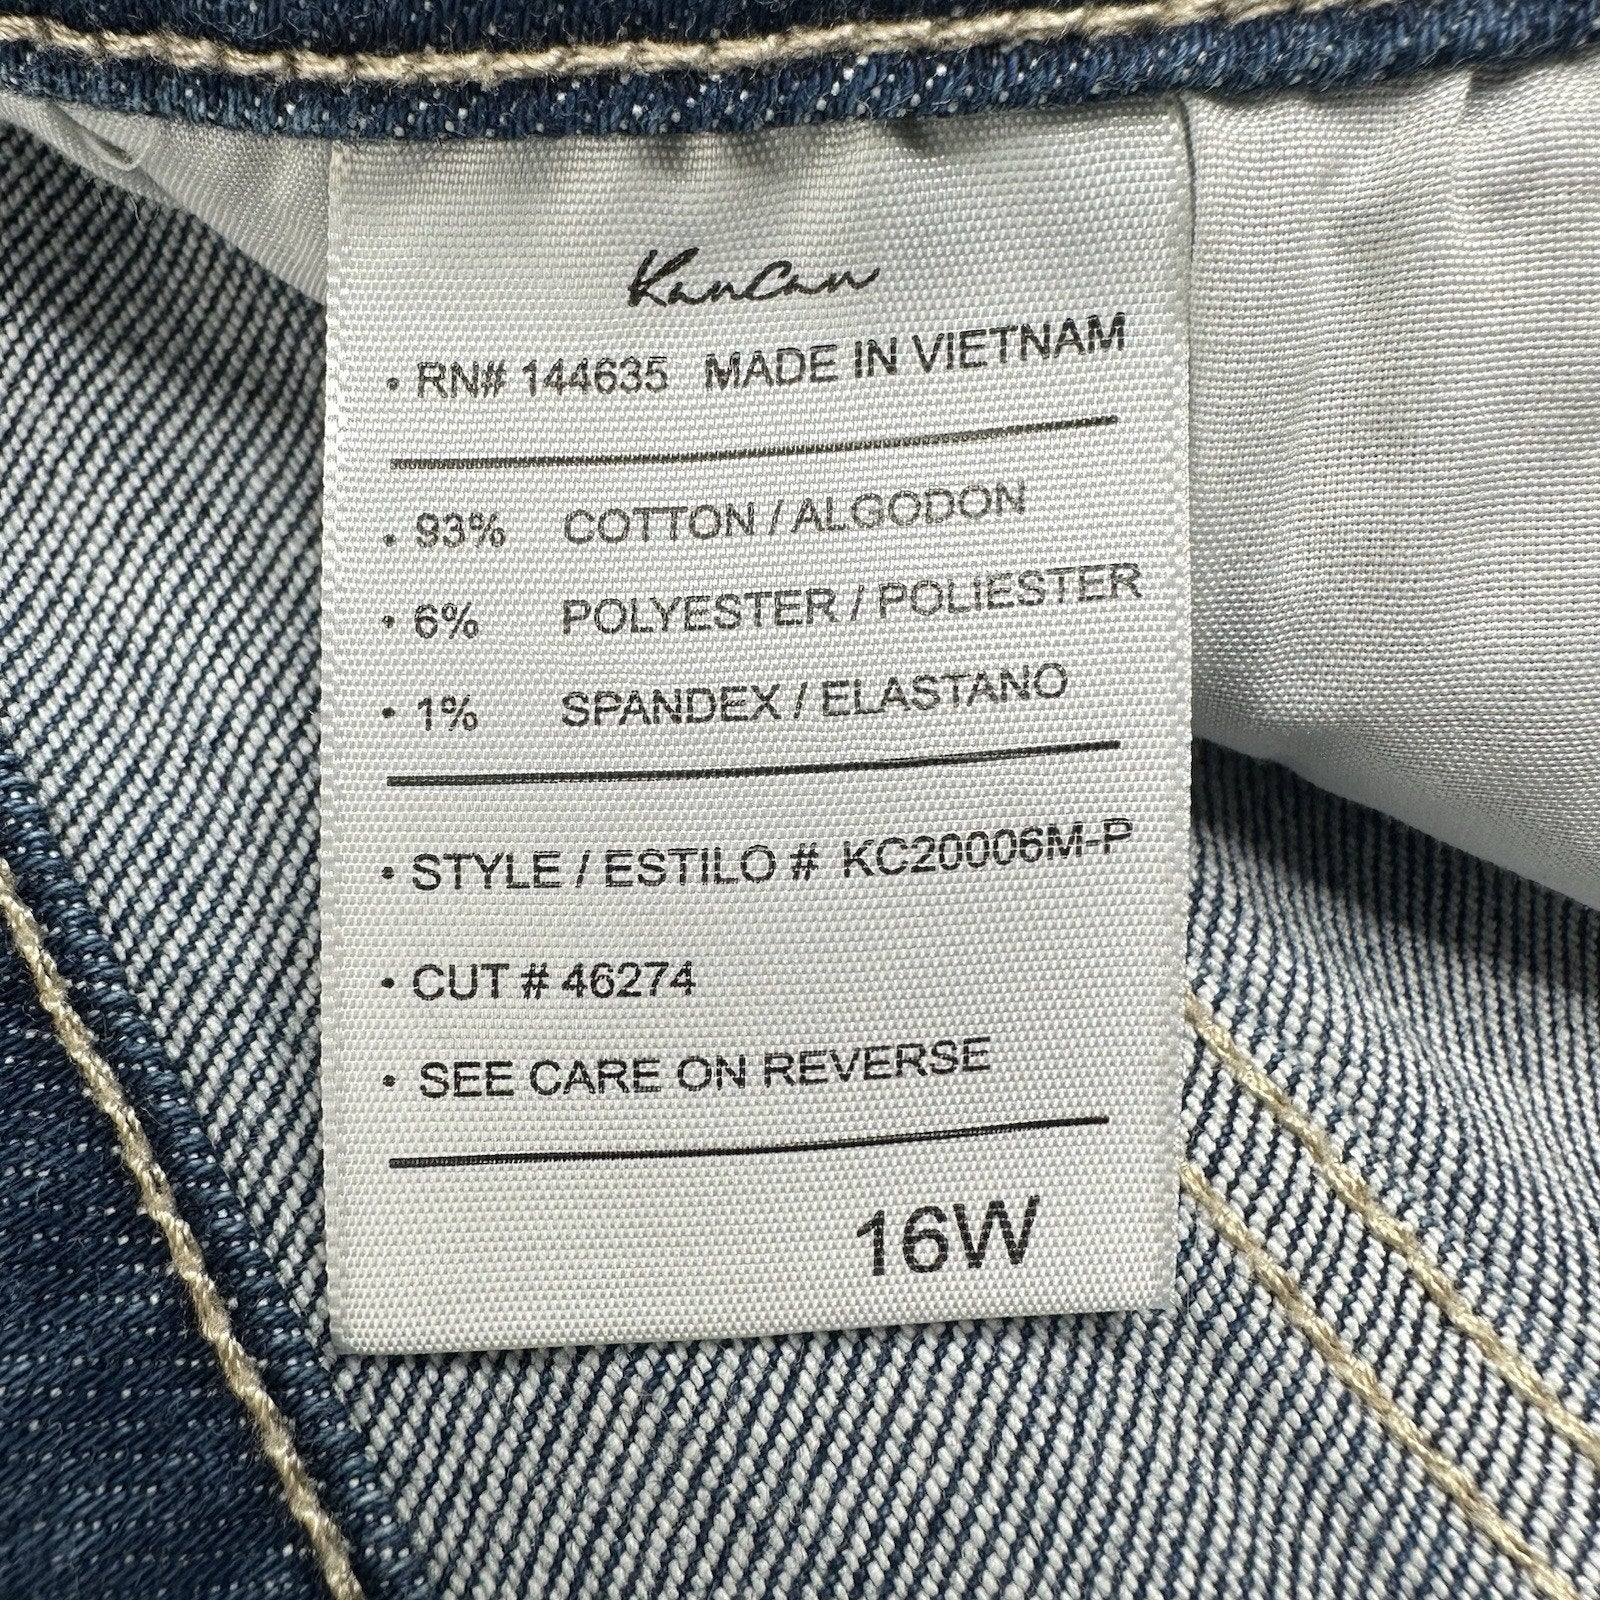 KanCan
• RN# 144635 MADE IN VIETNAM
• 93% COTTON / ALGODON
• 6% POLYESTER / POLIESTER
• 1% SPANDEX / ELASTANO
• STYLE / ESTILO # KC20006M-P
• CUT # 46274
• SEE CARE ON REVERSE
16W